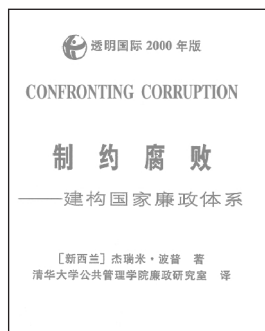 透明国际 2000 年版
CONFRONTING CORRUPTION
制 约 腐 败
——建构国家廉政体系
［新西兰］杰瑞米·波普 著
清华大学公共管理学院廉政研究室 译